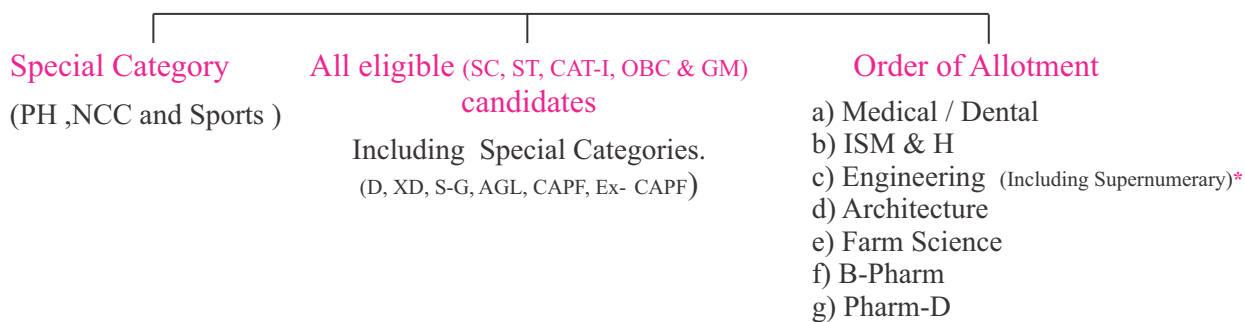 Special Category
(PH ,NCC and Sports )
All eligible (SC, ST, CAT-I, OBC & GM)
candidates
Including Special Categories.
(D, XD, S-G, AGL, CAPF, Ex- CAPF)
Order of Allotment
a) Medical / Dental
b) ISM & H
c) Engineering (Including Supernumerary)*
d) Architecture
e) Farm Science
f) B-Pharm
g) Pharm-D